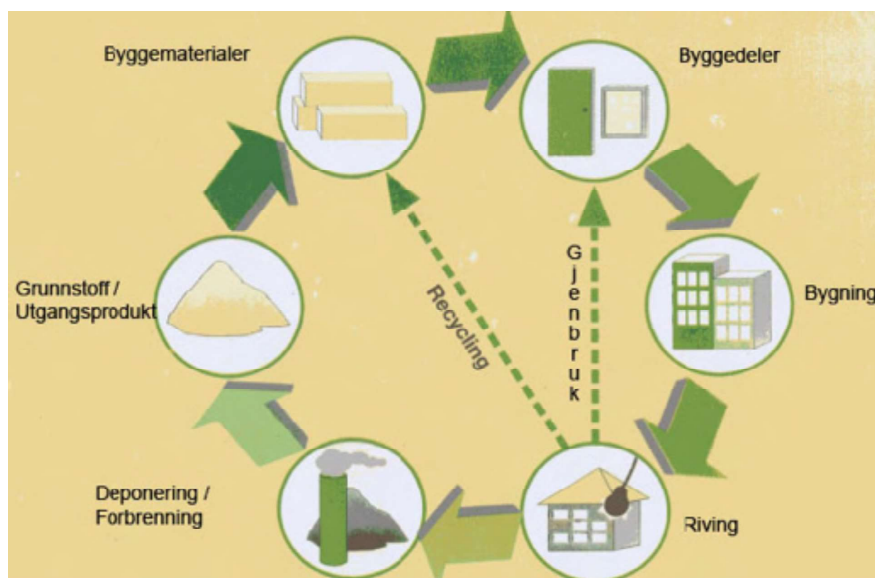 Byggematerialer
Byggedeler
Grunnstoff /
Utgangsprodukt
Recycling
Gjenbruk
Bygning
Deponering /
Forbrenning
Riving